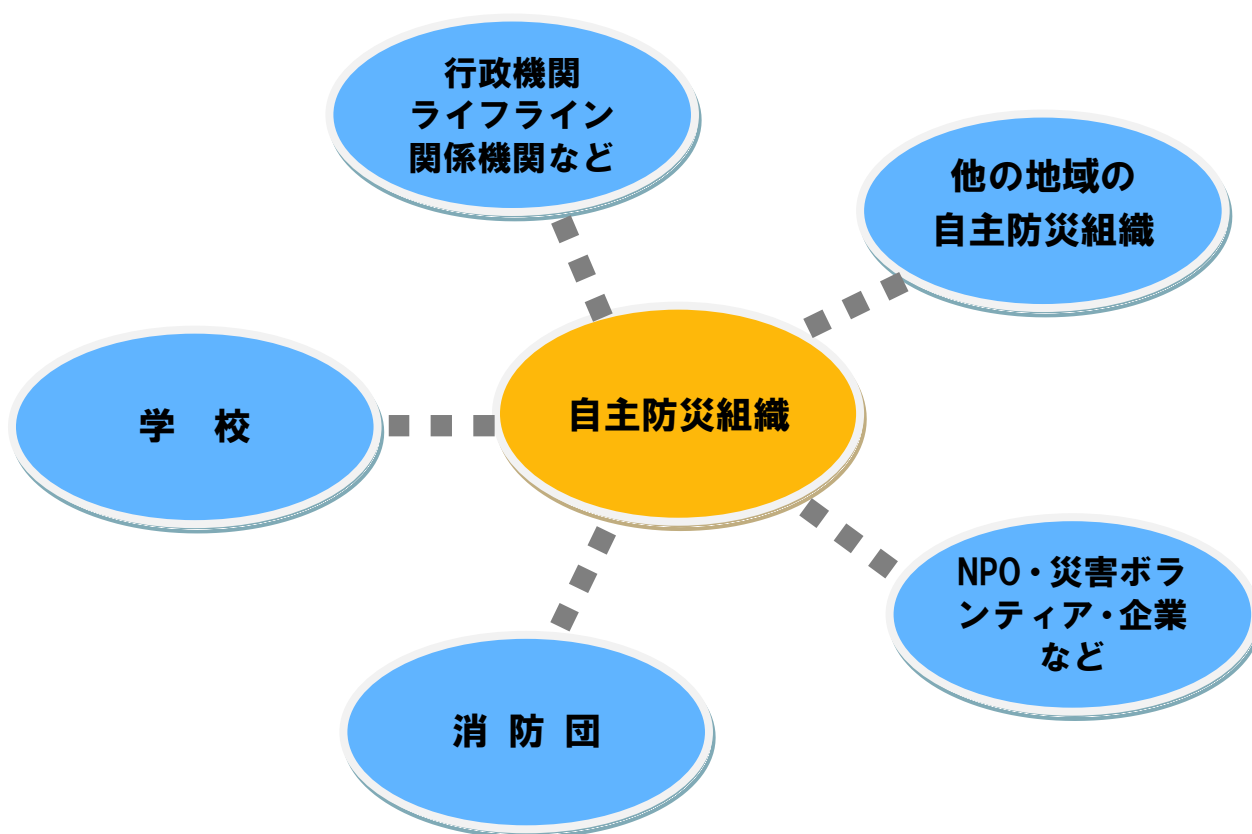 行政機関
ライフライン
関係機関など
他の地域の
自主防災組織
自主防災組織
学　校
NPO・災害ボラ
ンティア・企業
など
消 防 団